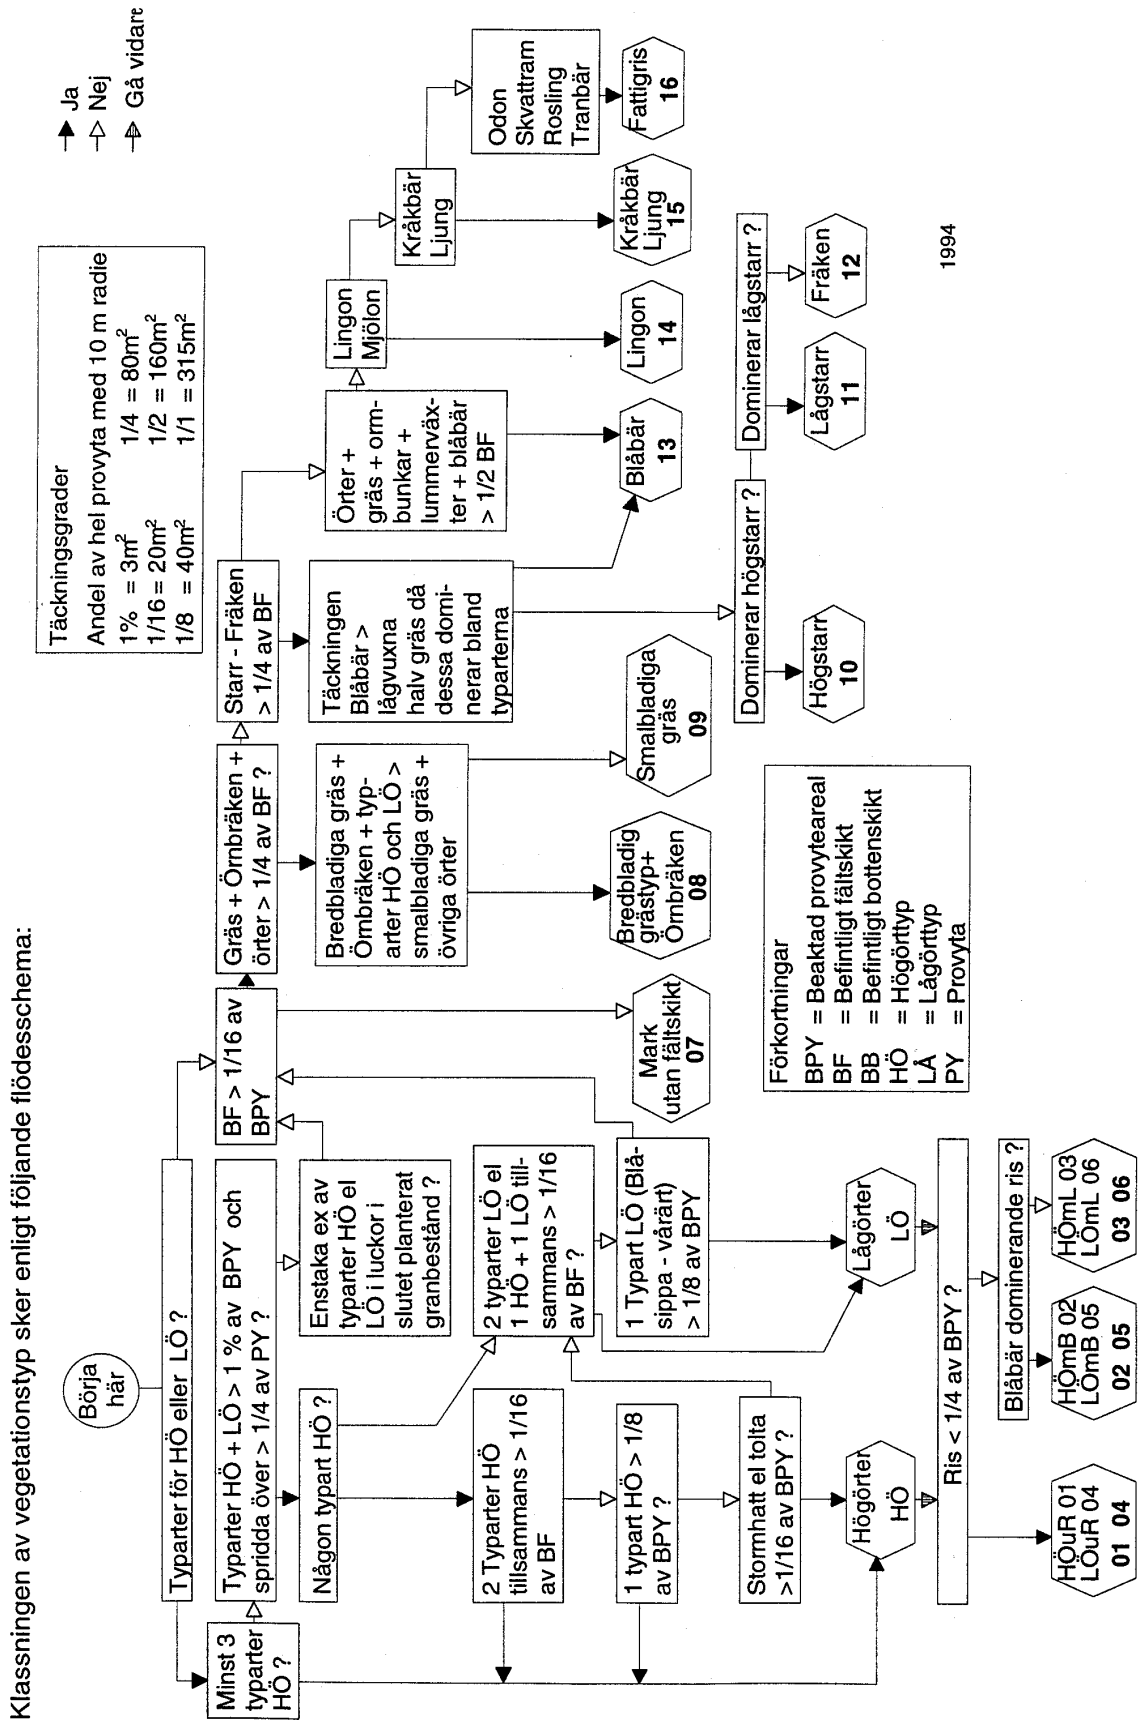 Klassningen av vegetationstyp sker enligt följande flödesschema:
Börja
här
Typarter för HÖ eller LÖ ?
Minst 3
typarter
HÖ ?
Typarter HÖ + LÖ > 1 % av BPY och
spridda över > 1/4 av PY ?
Någon typart HÖ ?
Enstaka ex av
typarter HÖ el
LÖ i luckor i
slutet planterat
granbestånd ?
2 Typarter HÖ
tillsammans > 1/16
av BF
2 typarter LÖ el
1 HÖ + 1 LÖ till-
sammans > 1/16
av BF ?
1 typart HÖ > 1/8
av BPY ?
1 Typart LÖ (Blå-
sippa - vårärt)
> 1/8 av BPY
Stormhatt el tolta
>1/16 av BPY ?
Högörter
HÖ
Lågörter
LÖ
Ris < 1/4 av BPY ?
Blåbär dominerande ris ?
HÖuR 01
LÖuR 04
01 04
HÖmB 02
LÖmB 05
02 05
HÖmL 03
LÖmL 06
03 06
BF > 1/16 av
BPY
Mark
utan fältskikt
07
Gräs + Örnbräken +
örter > 1/4 av BF ?
Bredbladiga gräs +
Örnbräken + typ-
arter HÖ och LÖ >
smalbladiga gräs +
övriga örter
Bredbladig
grästyp+
Örnbräken
08
Smalbladiga
gräs
09
Starr - Fräken
> 1/4 av BF
Täckningen
Blåbär >
lågvuxna
halv gräs då
dessa domi-
nerar bland
typarterna
Dominerar högstarr ?
Högstarr
10
Dominerar lågstarr ?
Lågstarr
11
Fräken
12
Örter +
gräs + orm-
bunkar +
lummerväx-
ter + blåbär
> 1/2 BF
Blåbär
13
Lingon
Mjölon
Lingon
14
Kråkbär
Ljung
Kråkbär
Ljung
15
Odon
Skvattram
Rosling
Tranbär
Fattigris
16
Täckningsgrader
Andel av hel provyta med 10 m radie
1% = 3m² 1/4 = 80m²
1/16 = 20m² 1/2 = 160m²
1/8 = 40m² 1/1 = 315m²
Ja
Nej
Gå vidare
Förkortningar
BPY = Beaktad provyteareal
BF = Befintligt fältskikt
BB = Befintligt bottenskikt
HÖ = Högörttyp
LÅ = Lågörttyp
PY = Provyta
1994